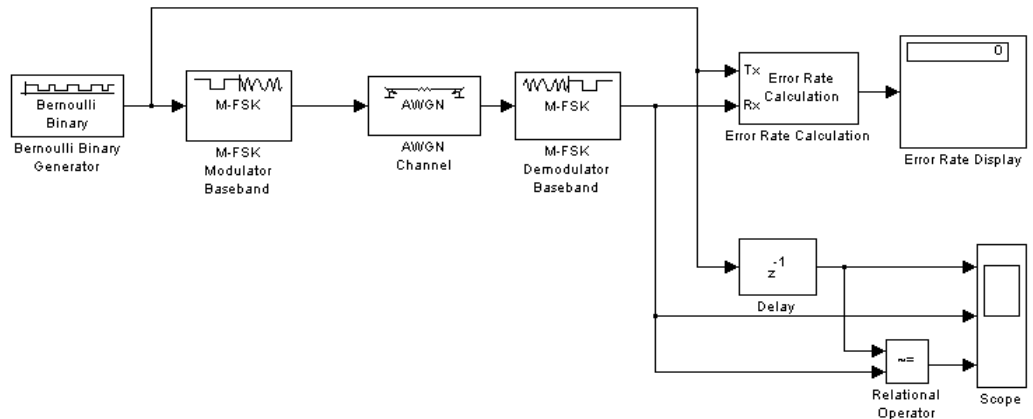 Bernoulli
Binary
Bernoulli Binary
Generator
M-FSK
M-FSK
Modulator
Baseband
AWGN
AWGN
Channel
M-FSK
M-FSK
Demodulator
Baseband
Tx
Rx
Error Rate
Calculation
Error Rate Calculation
0
Error Rate Display
z-1
Delay
~=
Relational
Operator
Scope